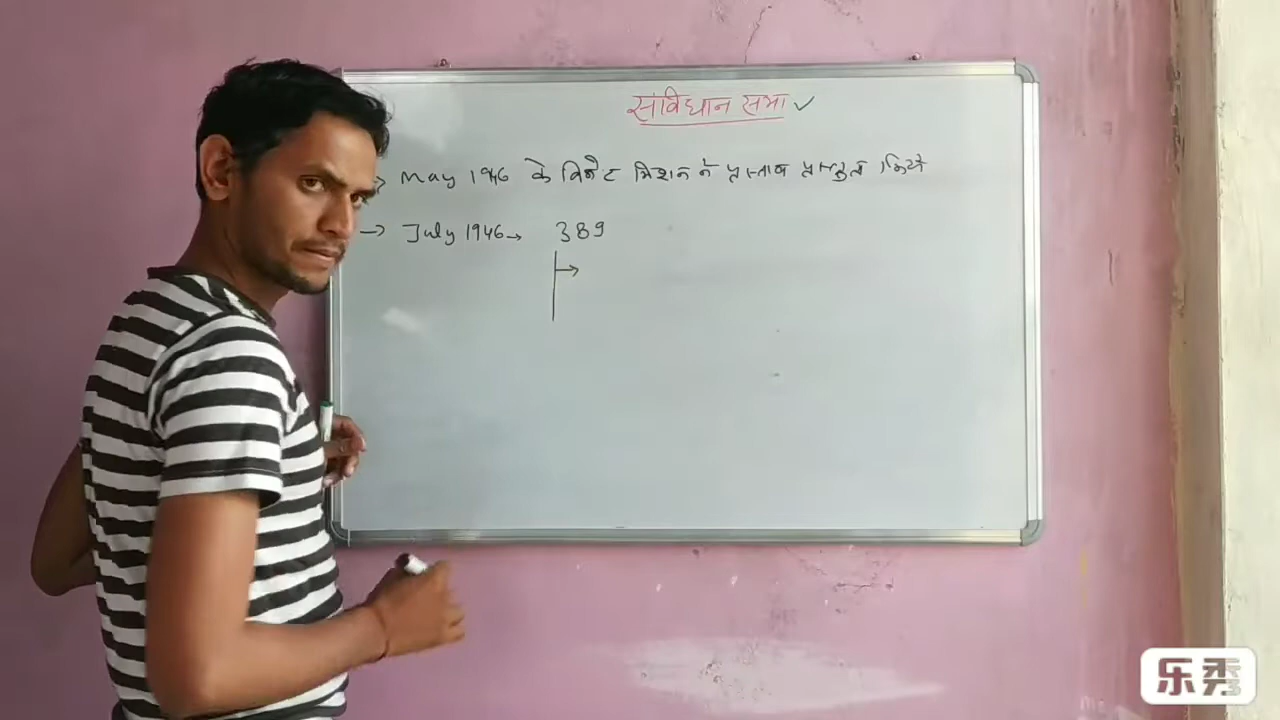 संविधान सभा ✓
→ May 1946 के विनेट मिशन ने प्रस्ताव प्रस्तुत किये
→ July 1946→ 389
乐秀